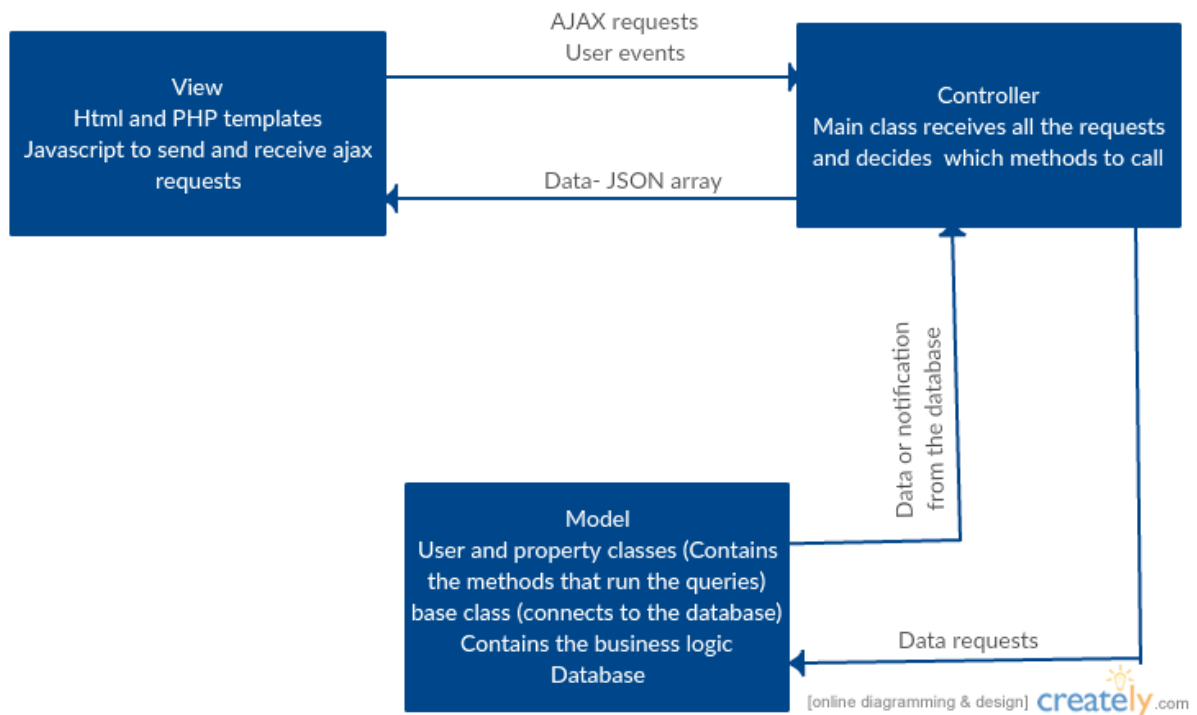 AJAX requests
User events
View
Html and PHP templates
Javascript to send and receive ajax
requests
Controller
Main class receives all the requests
and decides  which methods to call
Data- JSON array
Data or notification
from the database
Model
User and property classes (Contains
the methods that run the queries)
base class (connects to the database)
Contains the business logic
Database
Data requests
[online diagramming & design] creately.com